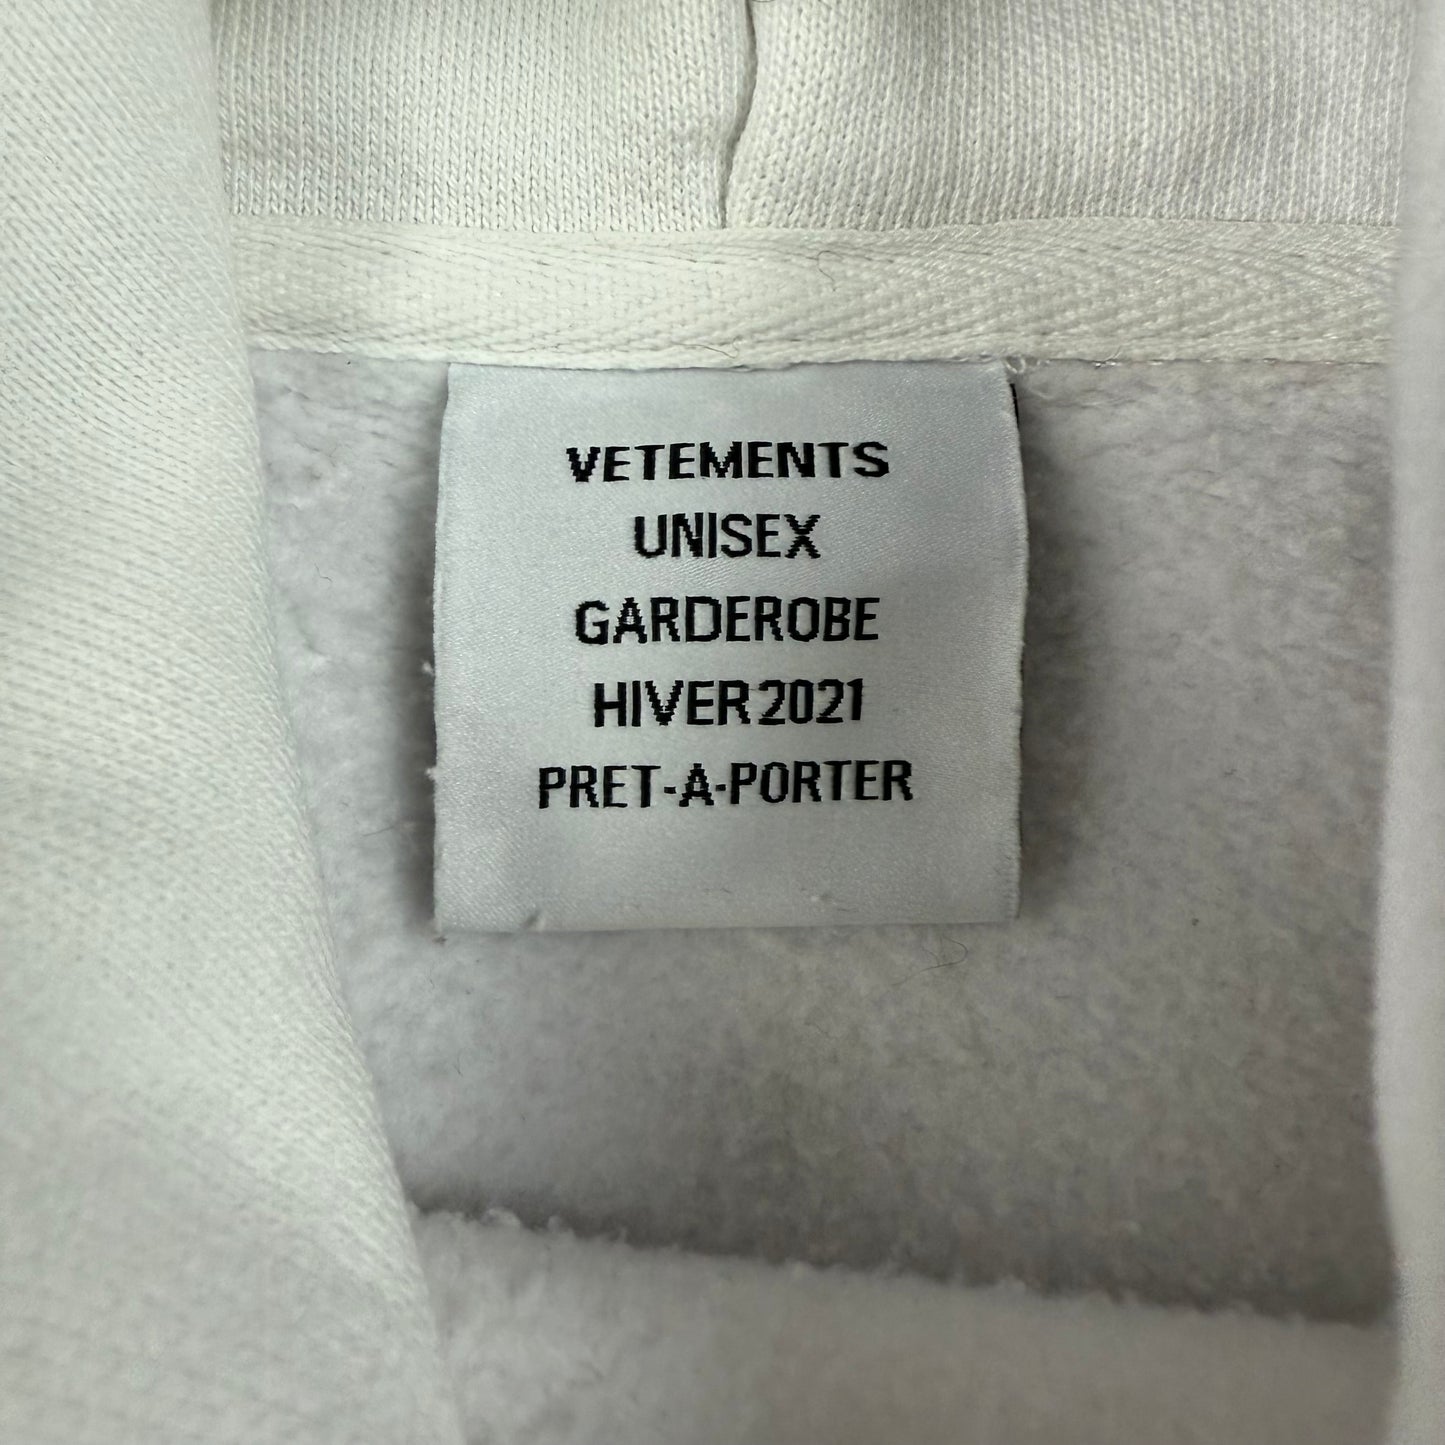 VETEMENTS
UNISEX
GARDEROBE
HIVER 2021
PRET-A-PORTER